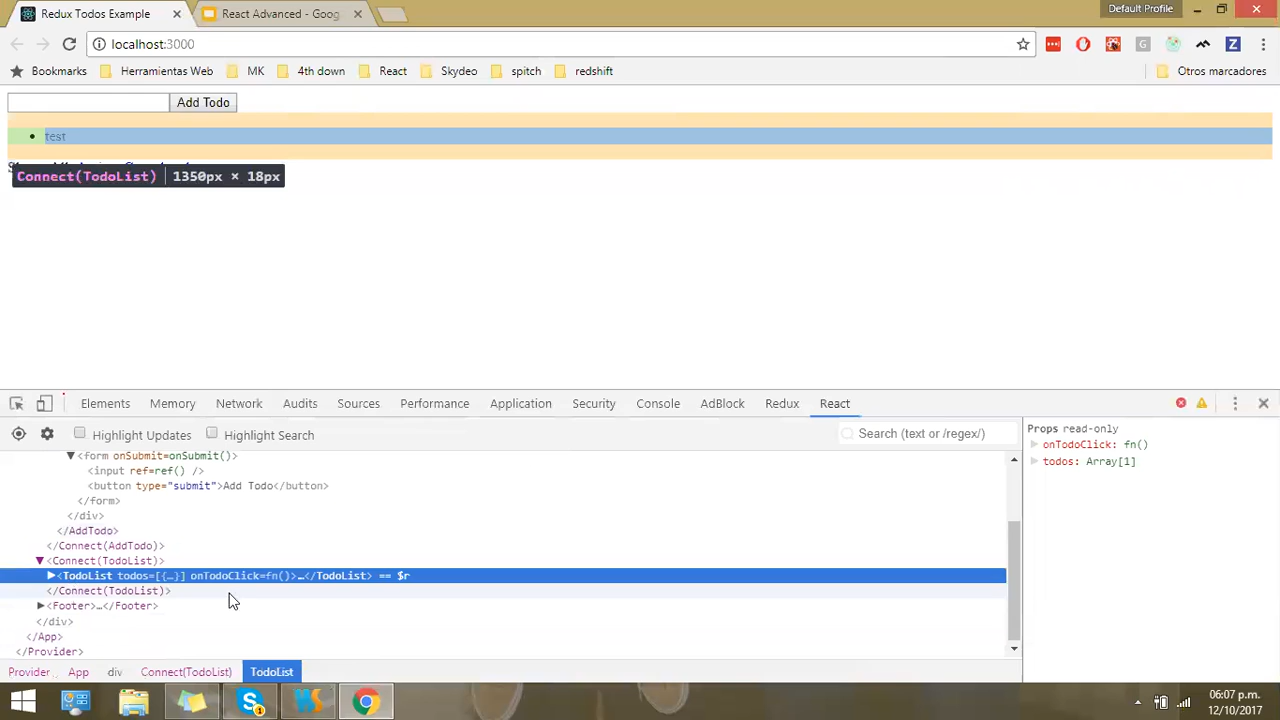 Redux Todos Example
React Advanced - Goog
Default Profile
localhost:3000
Bookmarks
Herramientas Web
MK
4th down
React
Skydeo
spitch
redshift
Otros marcadores
Add Todo
test
Connect(TodoList) 1350px × 18px
Elements Memory Network Audits Sources Performance Application Security Console AdBlock Redux React
Highlight Updates Highlight Search Search (text or /regex/)
<form onSubmit=onSubmit()>
<input ref=ref() />
<button type="submit">Add Todo</button>
</form>
</div>
</AddTodo>
</Connect(AddTodo)>
<Connect(TodoList)>
<TodoList todos=[{…}] onTodoClick=fn()>…</TodoList> == $r
</Connect(TodoList)>
<Footer>…</Footer>
</div>
</App>
</Provider>
Props read-only
onTodoClick: fn()
todos: Array[1]
Provider App div Connect(TodoList) TodoList
06:07 p.m.
12/10/2017